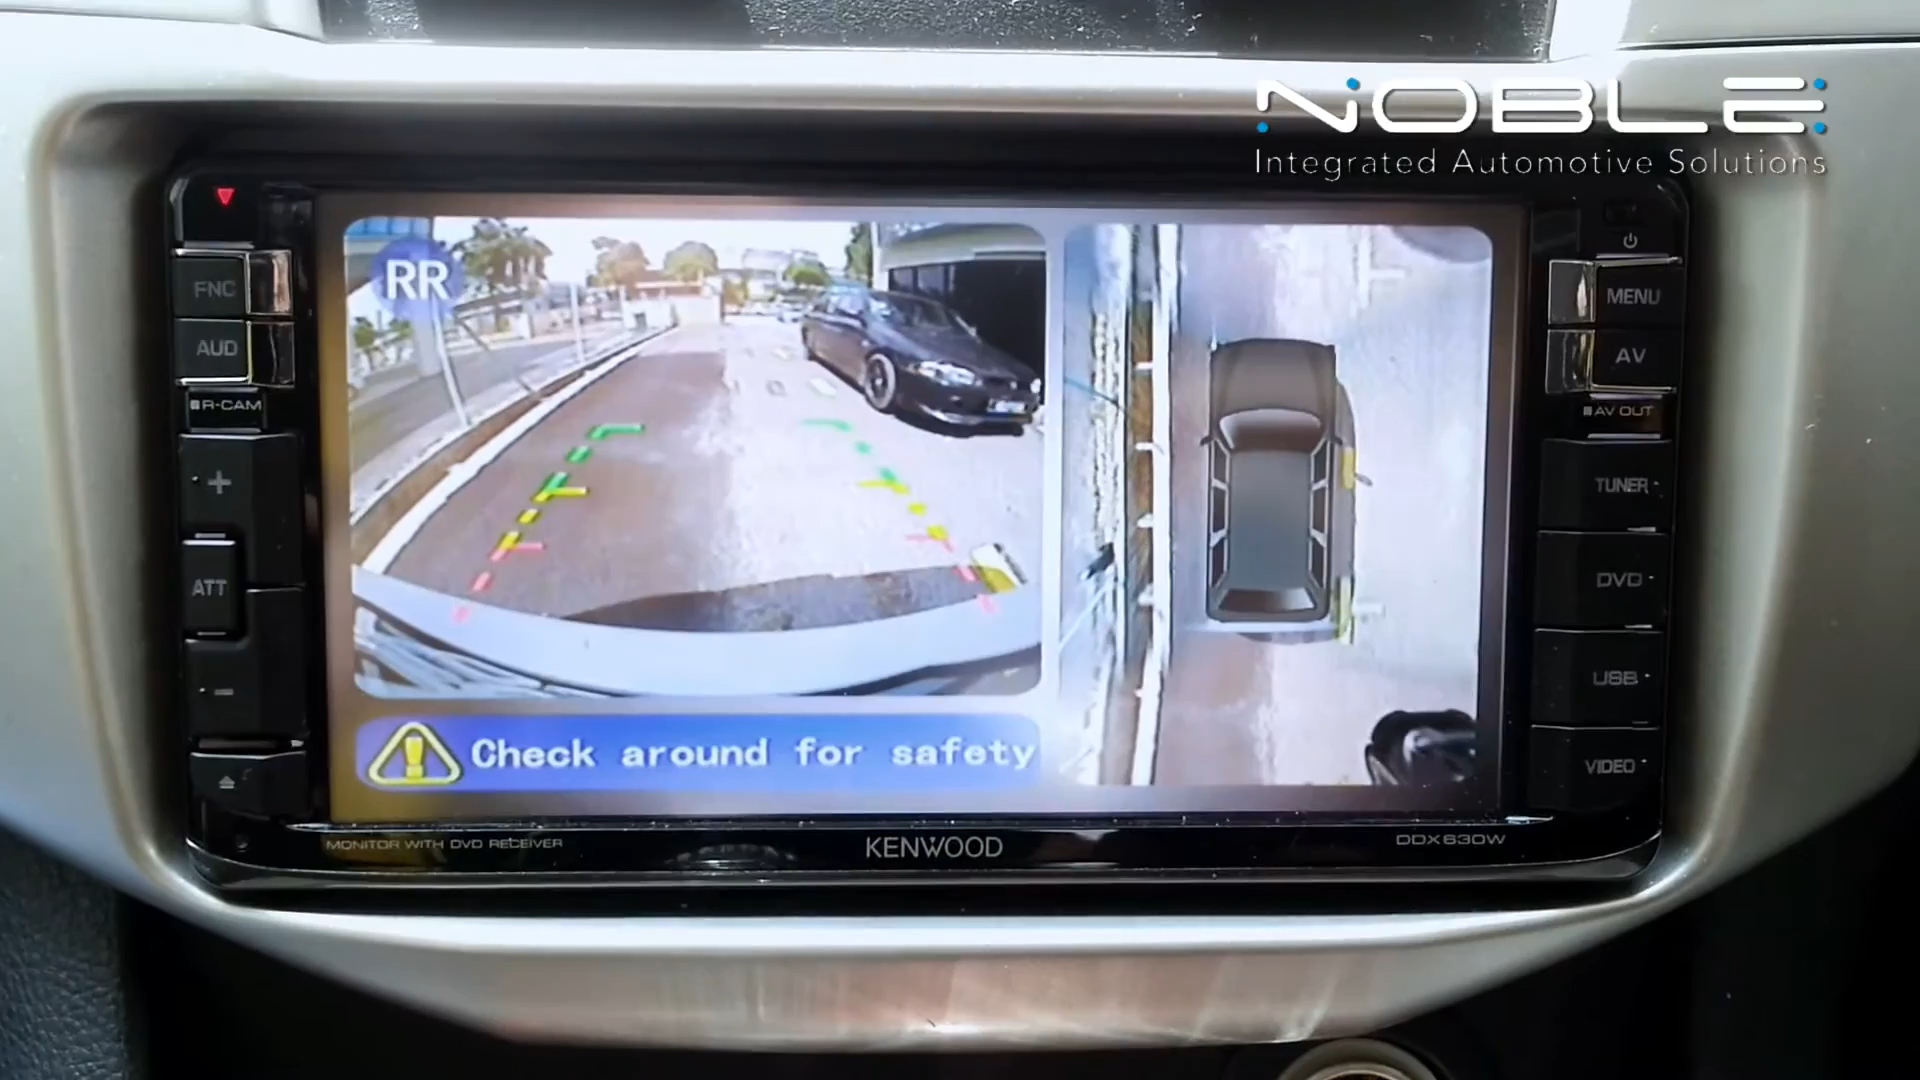 NOBLE
Integrated Automotive Solutions
RR
FNC
AUD
R-CAM
+
ATT
-
MENU
AV
AV OUT
TUNER
DVD
USB
VIDEO
Check around for safety
MONITOR WITH DVD RECEIVER
KENWOOD
DDX630W